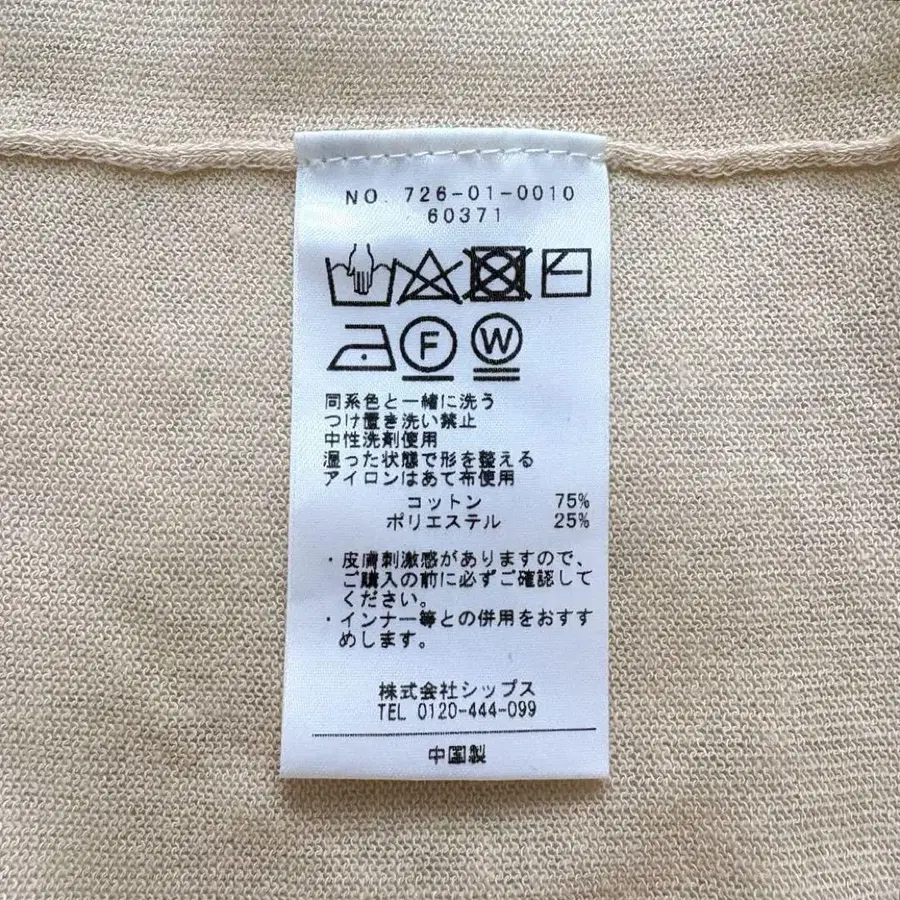 NO. 726-01-0010
60371
F W
同系色と一緒に洗う
つけ置き洗い禁止
中性洗剤使用
湿った状態で形を整える
アイロンはあて布使用
コットン 75%
ポリエステル 25%
・皮膚刺激感がありますので、
ご購入の前に必ずご確認して
ください。
・インナー等との併用をおすす
めします。
株式会社シップス
TEL 0120-444-099
中国製